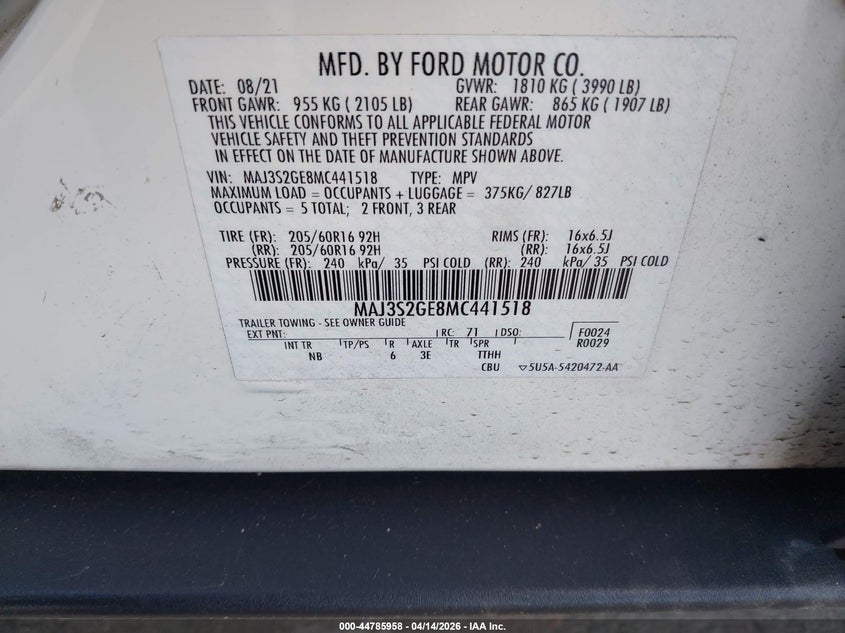 MFD. BY FORD MOTOR CO.
DATE: 08/21 GVWR: 1810 KG ( 3990 LB)
FRONT GAWR: 955 KG ( 2105 LB) REAR GAWR: 865 KG ( 1907 LB)
THIS VEHICLE CONFORMS TO ALL APPLICABLE FEDERAL MOTOR
VEHICLE SAFETY AND THEFT PREVENTION STANDARDS
IN EFFECT ON THE DATE OF MANUFACTURE SHOWN ABOVE.
VIN: MAJ3S2GE8MC441518 TYPE: MPV
MAXIMUM LOAD = OCCUPANTS + LUGGAGE = 375KG/ 827LB
OCCUPANTS = 5 TOTAL; 2 FRONT, 3 REAR
TIRE (FR): 205/60R16 92H RIMS (FR): 16x6.5J
(RR): 205/60R16 92H (RR): 16x6.5J
PRESSURE (FR): 240 kPa/ 35 PSI COLD (RR): 240 kPa/ 35 PSI COLD
MAJ3S2GE8MC441518
TRAILER TOWING - SEE OWNER GUIDE
EXT PNT: RC: 71 DSO: F0024
INT TR TP/PS R AXLE TR SPR R0029
NB 6 3E TTHH
CBU ▽5U5A-5420472-AA
000-44785958 - 04/14/2026 - IAA Inc.